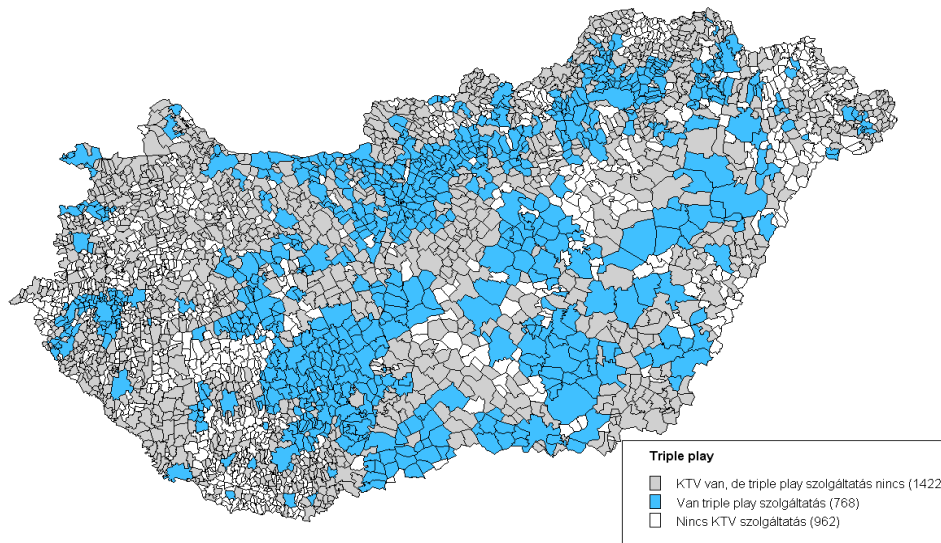 Triple play
KTV van, de triple play szolgáltatás nincs (1422
Van triple play szolgáltatás (768)
Nincs KTV szolgáltatás (962)